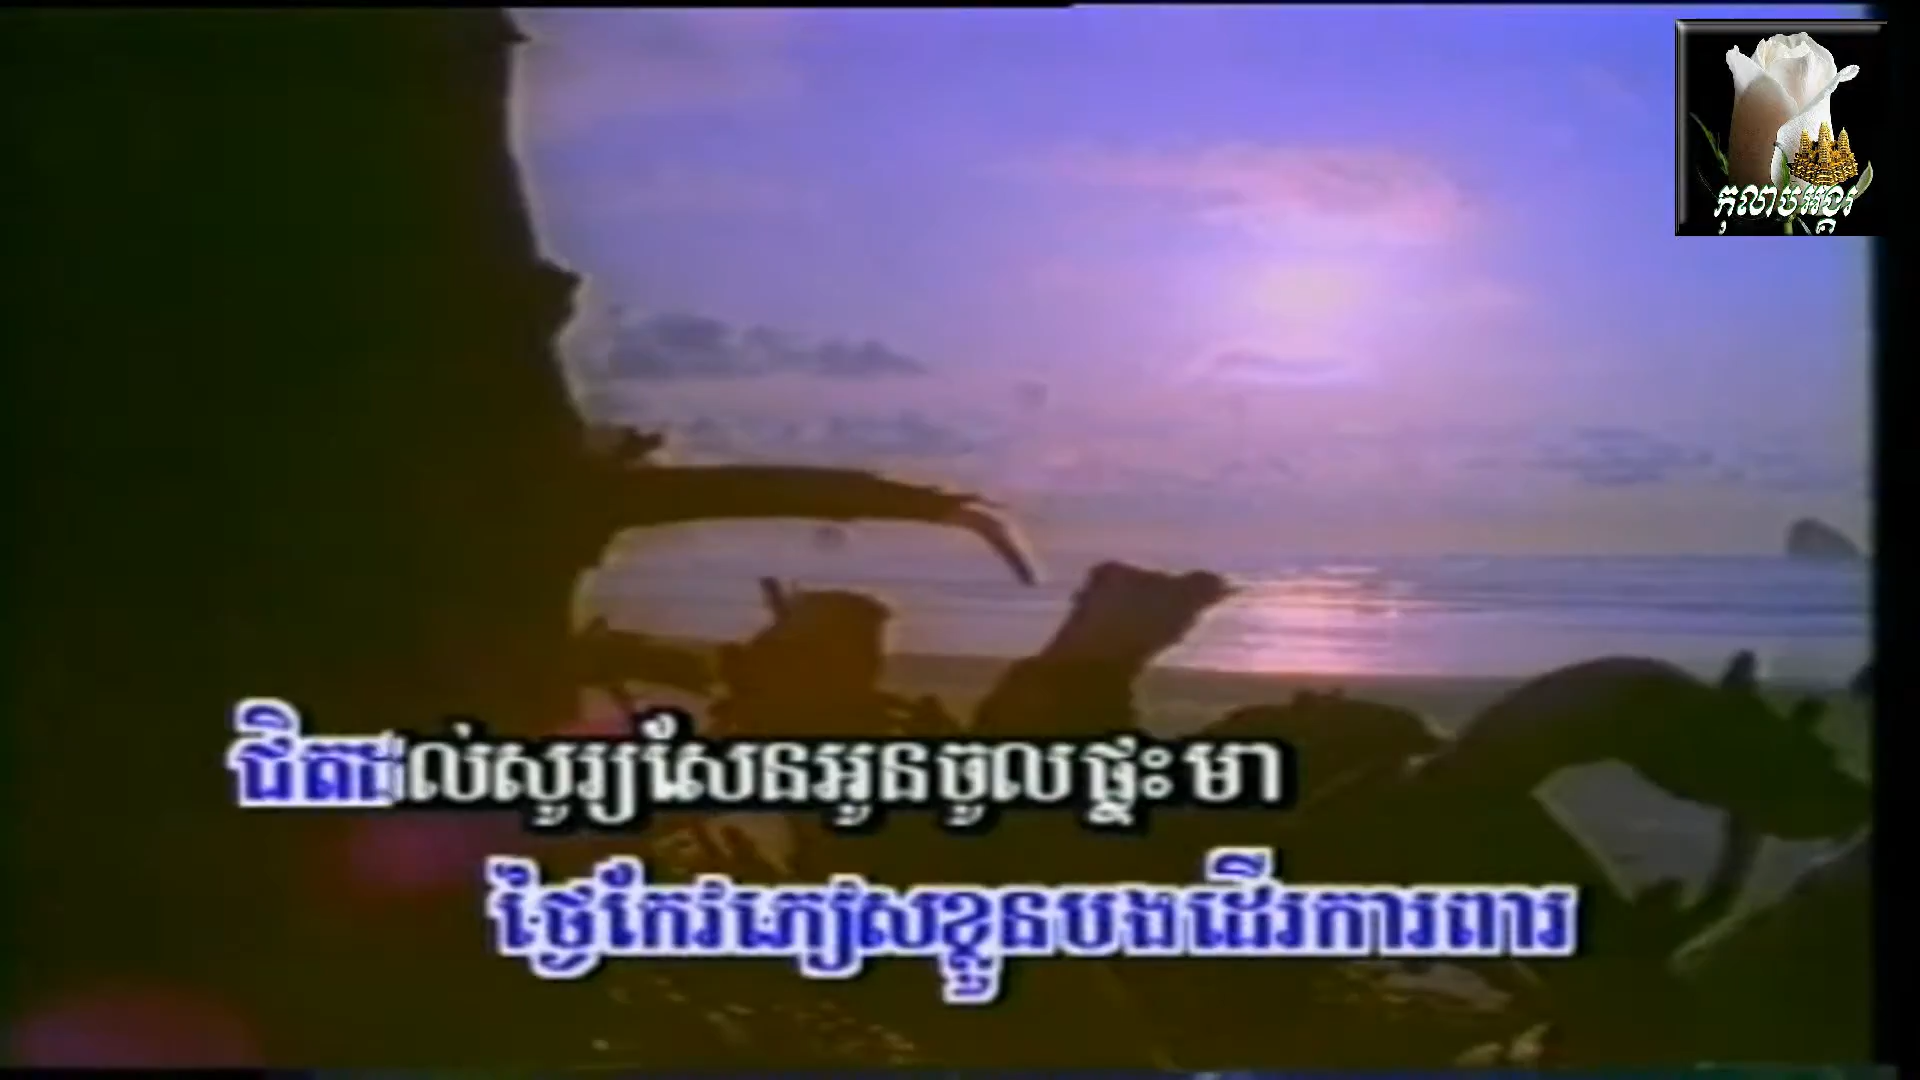 កុលាបអង្គរ
ជិតដល់សូរ្យសែនអូនចូលផ្ទះមា
ថ្ងៃកែវភៀសខ្លួនបងដើរការពារ